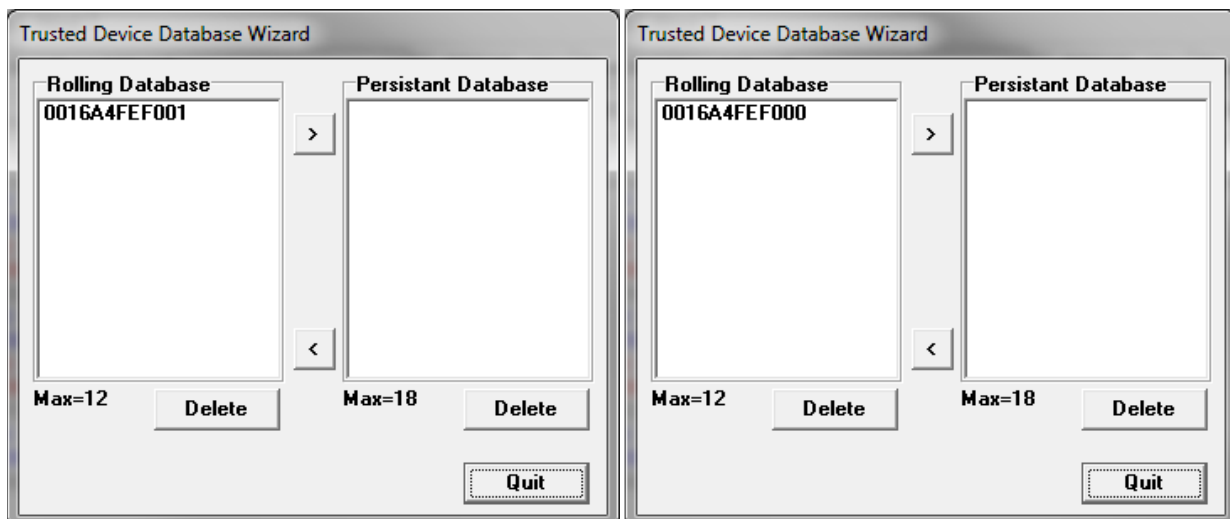 Trusted Device Database Wizard
Rolling Database
Persistant Database
0016A4FEF001
>
<
Max=12
Delete
Max=18
Delete
Quit
Trusted Device Database Wizard
Rolling Database
Persistant Database
0016A4FEF000
>
<
Max=12
Delete
Max=18
Delete
Quit